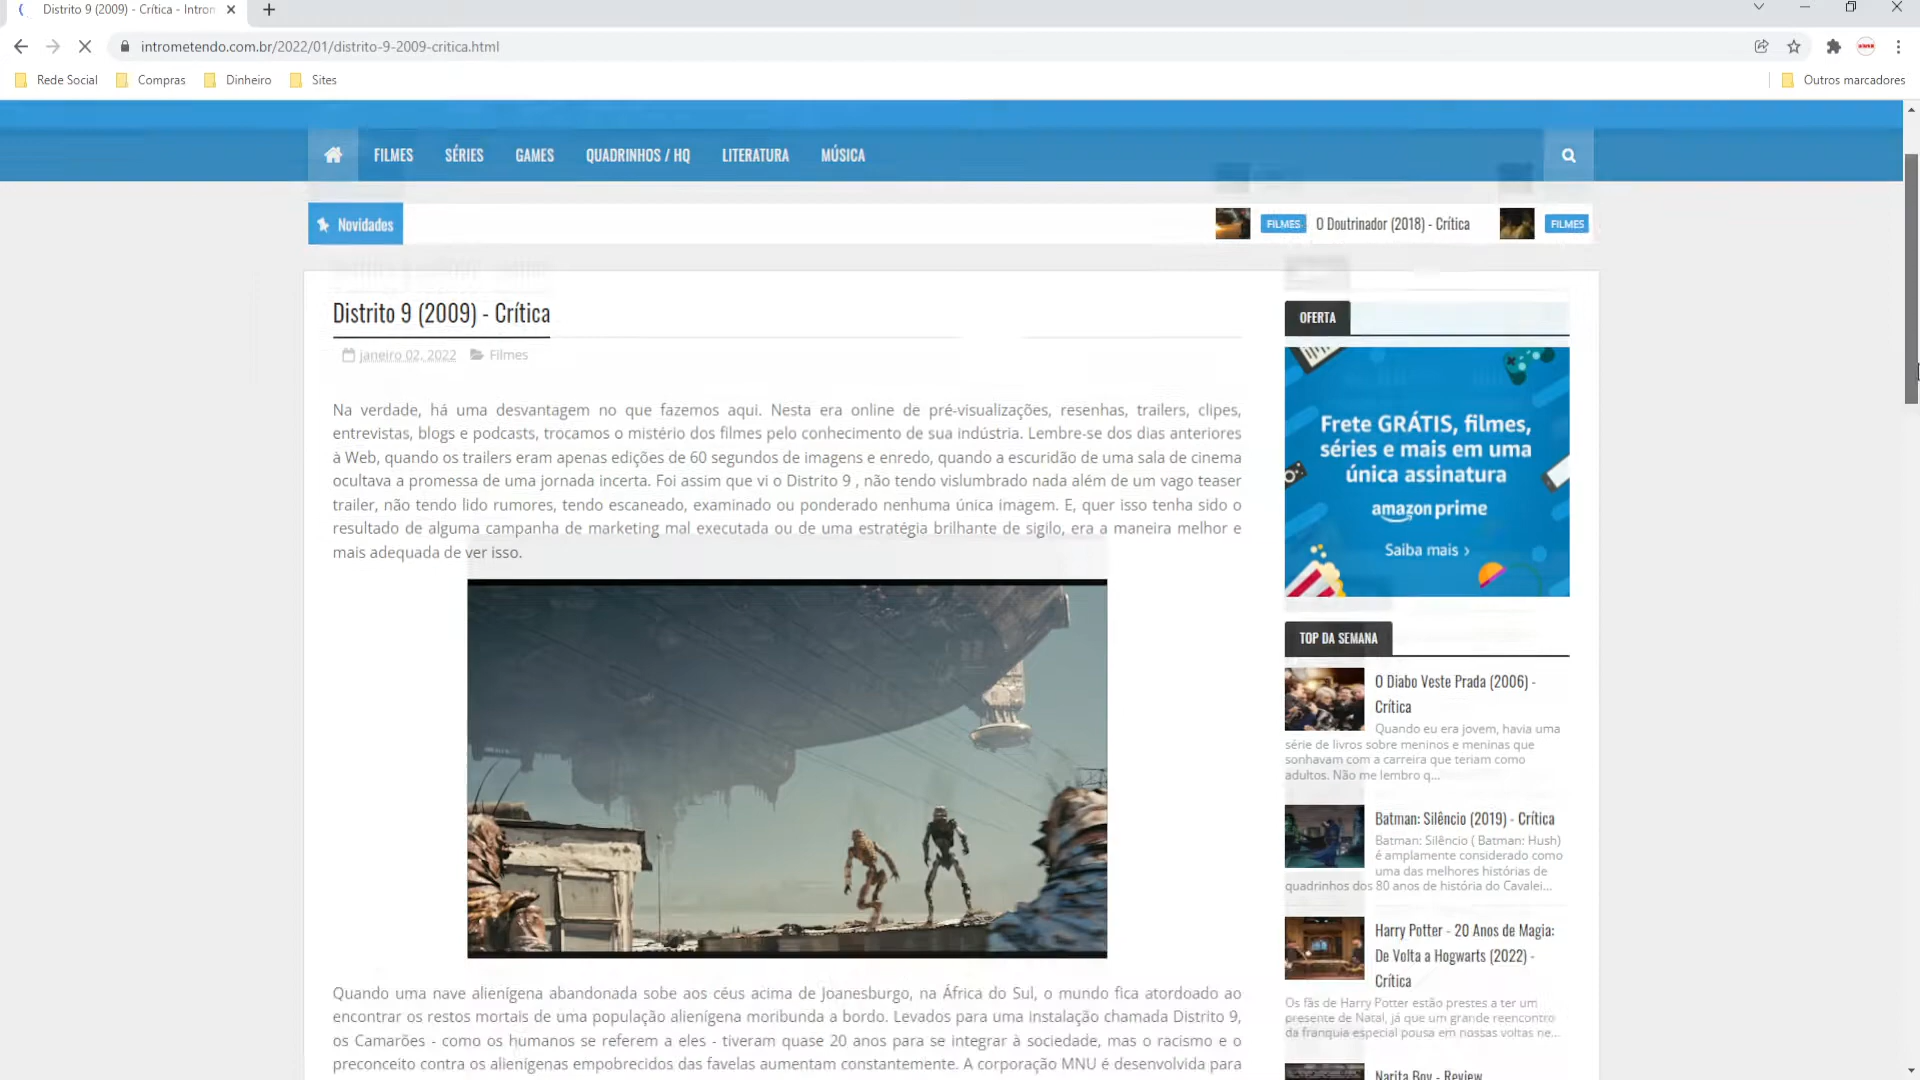 Distrito 9 (2009) - Crítica - Introm
intrometendo.com.br/2022/01/distrito-9-2009-critica.html
Rede Social
Compras
Dinheiro
Sites
Outros marcadores
FILMES
SÉRIES
GAMES
QUADRINHOS / HQ
LITERATURA
MÚSICA
Novidades
FILMES
O Doutrinador (2018) - Crítica
FILMES
Distrito 9 (2009) - Crítica
janeiro 02, 2022
Filmes
Na verdade, há uma desvantagem no que fazemos aqui. Nesta era online de pré-visualizações, resenhas, trailers, clipes,
entrevistas, blogs e podcasts, trocamos o mistério dos filmes pelo conhecimento de sua indústria. Lembre-se dos dias anteriores
à Web, quando os trailers eram apenas edições de 60 segundos de imagens e enredo, quando a escuridão de uma sala de cinema
ocultava a promessa de uma jornada incerta. Foi assim que vi o Distrito 9 , não tendo vislumbrado nada além de um vago teaser
trailer, não tendo lido rumores, tendo escaneado, examinado ou ponderado nenhuma única imagem. E, quer isso tenha sido o
resultado de alguma campanha de marketing mal executada ou de uma estratégia brilhante de sigilo, era a maneira melhor e
mais adequada de ver isso.
Quando uma nave alienígena abandonada sobe aos céus acima de Joanesburgo, na África do Sul, o mundo fica atordoado ao
encontrar os restos mortais de uma população alienígena moribunda a bordo. Levados para uma instalação chamada Distrito 9,
os Camarões - como os humanos se referem a eles - tiveram quase 20 anos para se integrar à sociedade, mas o racismo e o
preconceito contra os alienígenas empobrecidos das favelas aumentam constantemente. A corporação MNU é desenvolvida para
OFERTA
Frete GRÁTIS, filmes,
séries e mais em uma
única assinatura
amazon prime
Saiba mais ›
TOP DA SEMANA
O Diabo Veste Prada (2006) -
Crítica
Quando eu era jovem, havia uma
série de livros sobre meninos e meninas que
sonhavam com a carreira que teriam como
adultos. Não me lembro q...
Batman: Silêncio (2019) - Crítica
Batman: Silêncio ( Batman: Hush)
é amplamente considerado como
uma das melhores histórias de
quadrinhos dos 80 anos de história do Cavalei...
Harry Potter - 20 Anos de Magia:
De Volta a Hogwarts (2022) -
Crítica
Os fãs de Harry Potter estão prestes a ter um
presente de Natal, já que um grande reencontro
da franquia especial pousa em nossas voltas ne...
Narita Boy - Review